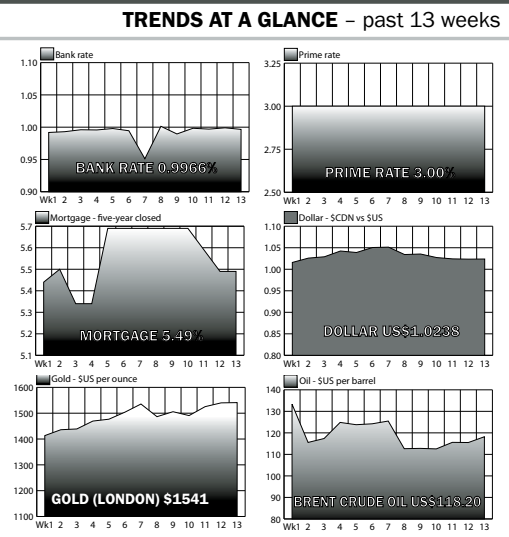 TRENDS AT A GLANCE – past 13 weeks
Bank rate
1.10
1.05
1.00
0.95
0.90
BANK RATE 0.9966%
Wk1 2 3 4 5 6 7 8 9 10 11 12 13
Prime rate
3.25
3.00
2.75
2.50
PRIME RATE 3.00%
Wk1 2 3 4 5 6 7 8 9 10 11 12 13
Mortgage - five-year closed
5.7
5.6
5.5
5.4
5.3
5.2
5.1
MORTGAGE 5.49%
Wk1 2 3 4 5 6 7 8 9 10 11 12 13
Dollar - $CDN vs $US
1.10
1.05
1.00
0.95
0.90
0.85
0.80
DOLLAR US$1.0238
Wk1 2 3 4 5 6 7 8 9 10 11 12 13
Gold - $US per ounce
1600
1500
1400
1300
1200
1100
GOLD (LONDON) $1541
Wk1 2 3 4 5 6 7 8 9 10 11 12 13
Oil - $US per barrel
140
130
120
110
100
90
80
BRENT CRUDE OIL US$118.20
Wk1 2 3 4 5 6 7 8 9 10 11 12 13